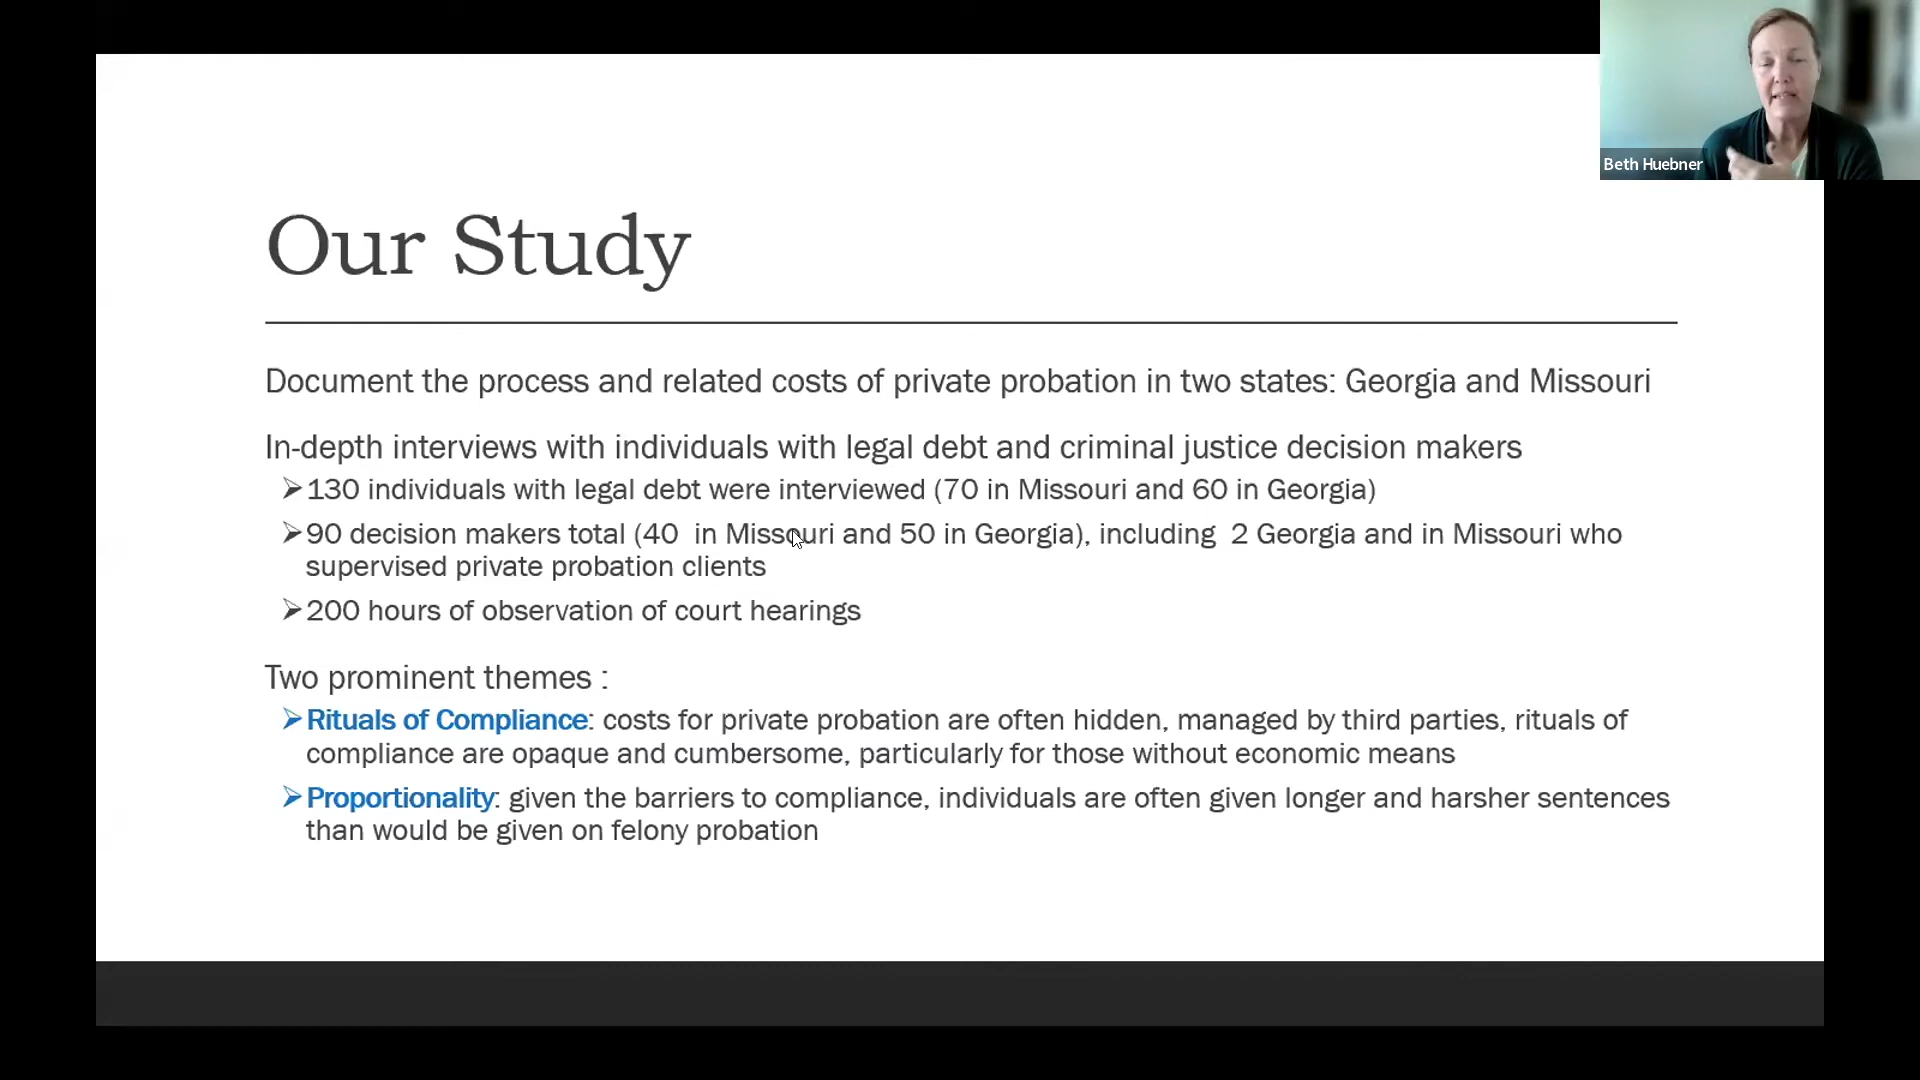 Beth Huebner
Our Study
Document the process and related costs of private probation in two states: Georgia and Missouri
In-depth interviews with individuals with legal debt and criminal justice decision makers
➢130 individuals with legal debt were interviewed (70 in Missouri and 60 in Georgia)
➢90 decision makers total (40  in Missouri and 50 in Georgia), including  2 Georgia and in Missouri who
supervised private probation clients
➢200 hours of observation of court hearings
Two prominent themes :
➢Rituals of Compliance: costs for private probation are often hidden, managed by third parties, rituals of
compliance are opaque and cumbersome, particularly for those without economic means
➢Proportionality: given the barriers to compliance, individuals are often given longer and harsher sentences
than would be given on felony probation